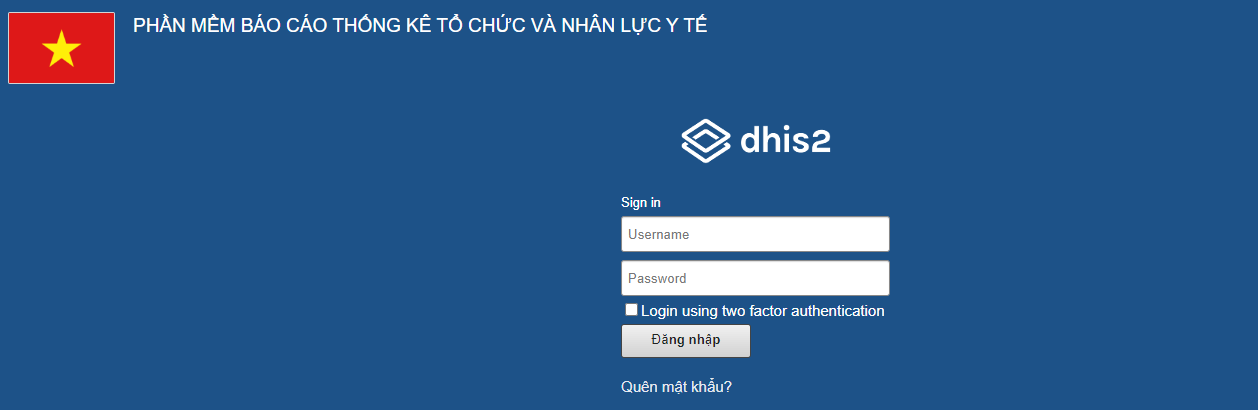 PHẦN MỀM BÁO CÁO THỐNG KÊ TỔ CHỨC VÀ NHÂN LỰC Y TẾ
dhis2
Sign in
Username
Password
Login using two factor authentication
Đăng nhập
Quên mật khẩu?